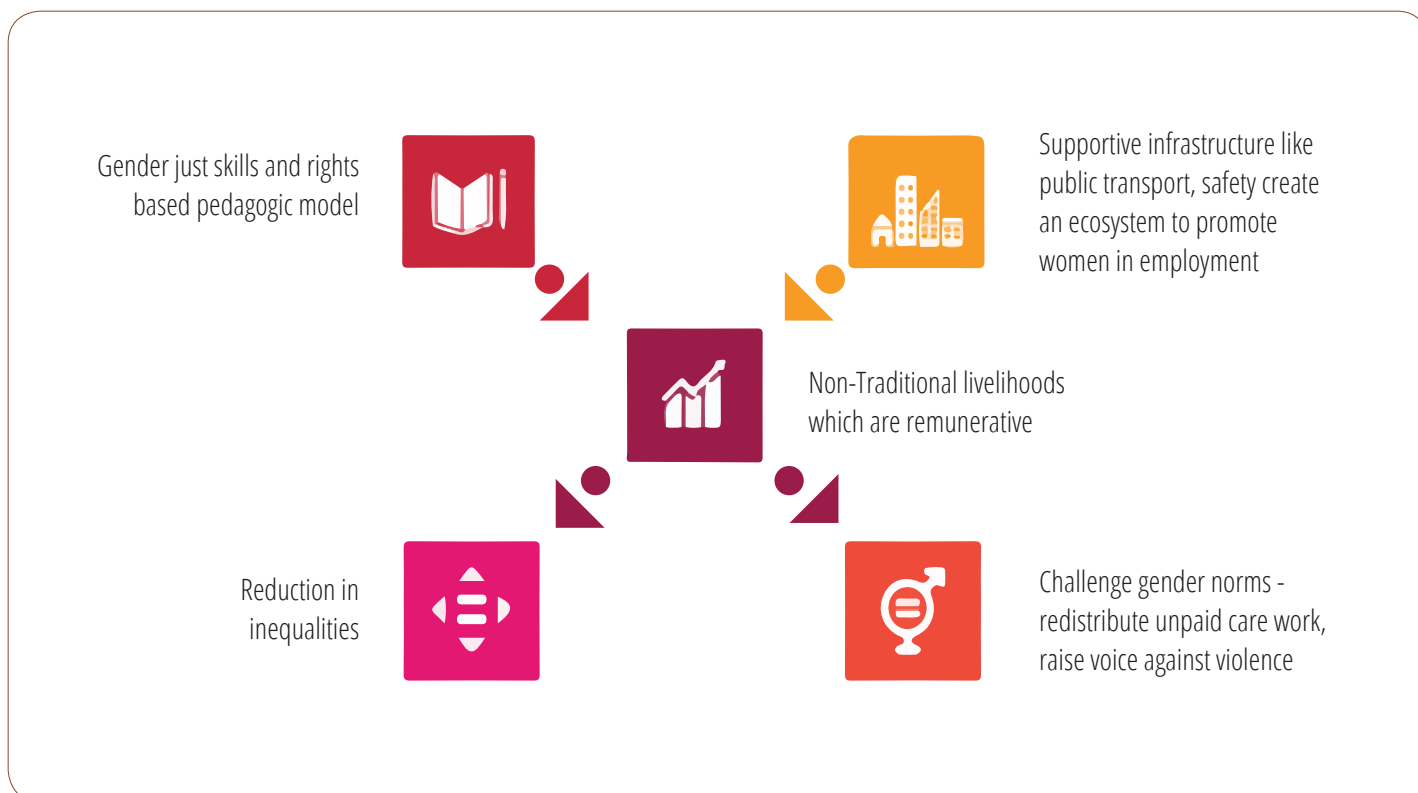 Gender just skills and rights
based pedagogic model
Supportive infrastructure like
public transport, safety create
an ecosystem to promote
women in employment
Non-Traditional livelihoods
which are remunerative
Reduction in
inequalities
Challenge gender norms -
redistribute unpaid care work,
raise voice against violence